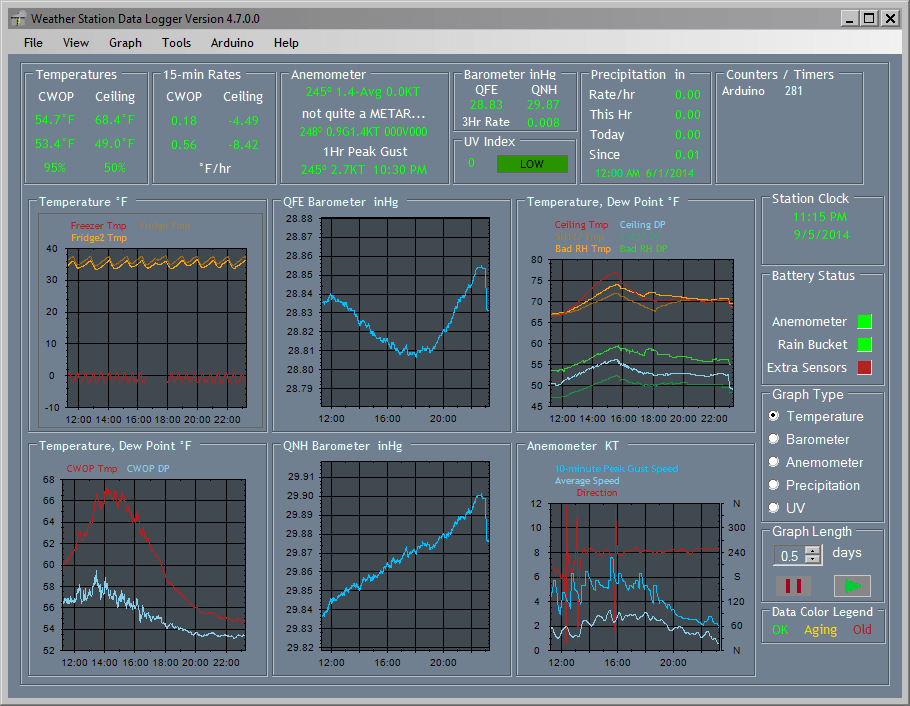 Weather Station Data Logger Version 4.7.0.0
File View Graph Tools Arduino Help
Temperatures
CWOP Ceiling
54.7°F 68.4°F
53.4°F 49.0°F
95% 50%
15-min Rates
CWOP Ceiling
0.18 -4.49
0.56 -8.42
°F/hr
Anemometer
245° 1.4-Avg 0.0KT
not quite a METAR...
248° 0.9G1.4KT 000V000
1Hr Peak Gust
245° 2.7KT 10:30 PM
Barometer inHg
QFE QNH
28.83 29.87
3Hr Rate 0.008
UV Index
0 LOW
Precipitation in
Rate/hr 0.00
This Hr 0.00
Today 0.00
Since 0.01
12:00 AM 6/1/2014
Counters / Timers
Arduino 281
Temperature °F
Freezer Tmp Fridge Tmp
Fridge2 Tmp
40
30
20
10
0
-10
12:00 14:00 16:00 18:00 20:00 22:00
QFE Barometer inHg
28.88
28.87
28.86
28.85
28.84
28.83
28.82
28.81
28.80
28.79
12:00 16:00 20:00
Temperature, Dew Point °F
Ceiling Tmp Ceiling DP
Bad RH Tmp Bad RH DP
80
75
70
65
60
55
50
45
12:00 14:00 16:00 18:00 20:00 22:00
Station Clock
11:15 PM
9/5/2014
Battery Status
Anemometer
Rain Bucket
Extra Sensors
Graph Type
Temperature
Barometer
Anemometer
Precipitation
UV
Graph Length
0.5 days
Data Color Legend
OK Aging Old
Temperature, Dew Point °F
CWOP Tmp CWOP DP
68
66
64
62
60
58
56
54
52
12:00 14:00 16:00 18:00 20:00 22:00
QNH Barometer inHg
29.91
29.90
29.89
29.88
29.87
29.86
29.85
29.84
29.83
29.82
12:00 16:00 20:00
Anemometer KT
10-minute Peak Gust Speed
Average Speed
Direction
12 N
10 300
8 240
6 S
4 120
2 60
0 N
12:00 16:00 20:00